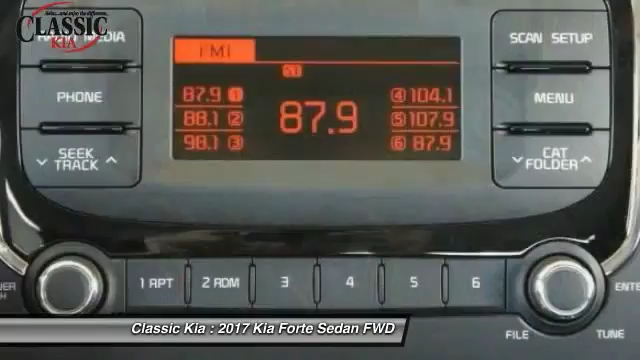 CLASSIC
KIA
MEDIA
SCAN SETUP
FM1
PHONE
MENU
87.9 1
88.1 2
98.1 3
87.9
4 104.1
5 107.9
6 87.9
SEEK
TRACK
CAT
FOLDER
1 RPT
2 RDM
3
4
5
6
FILE
TUNE
Classic Kia : 2017 Kia Forte Sedan FWD